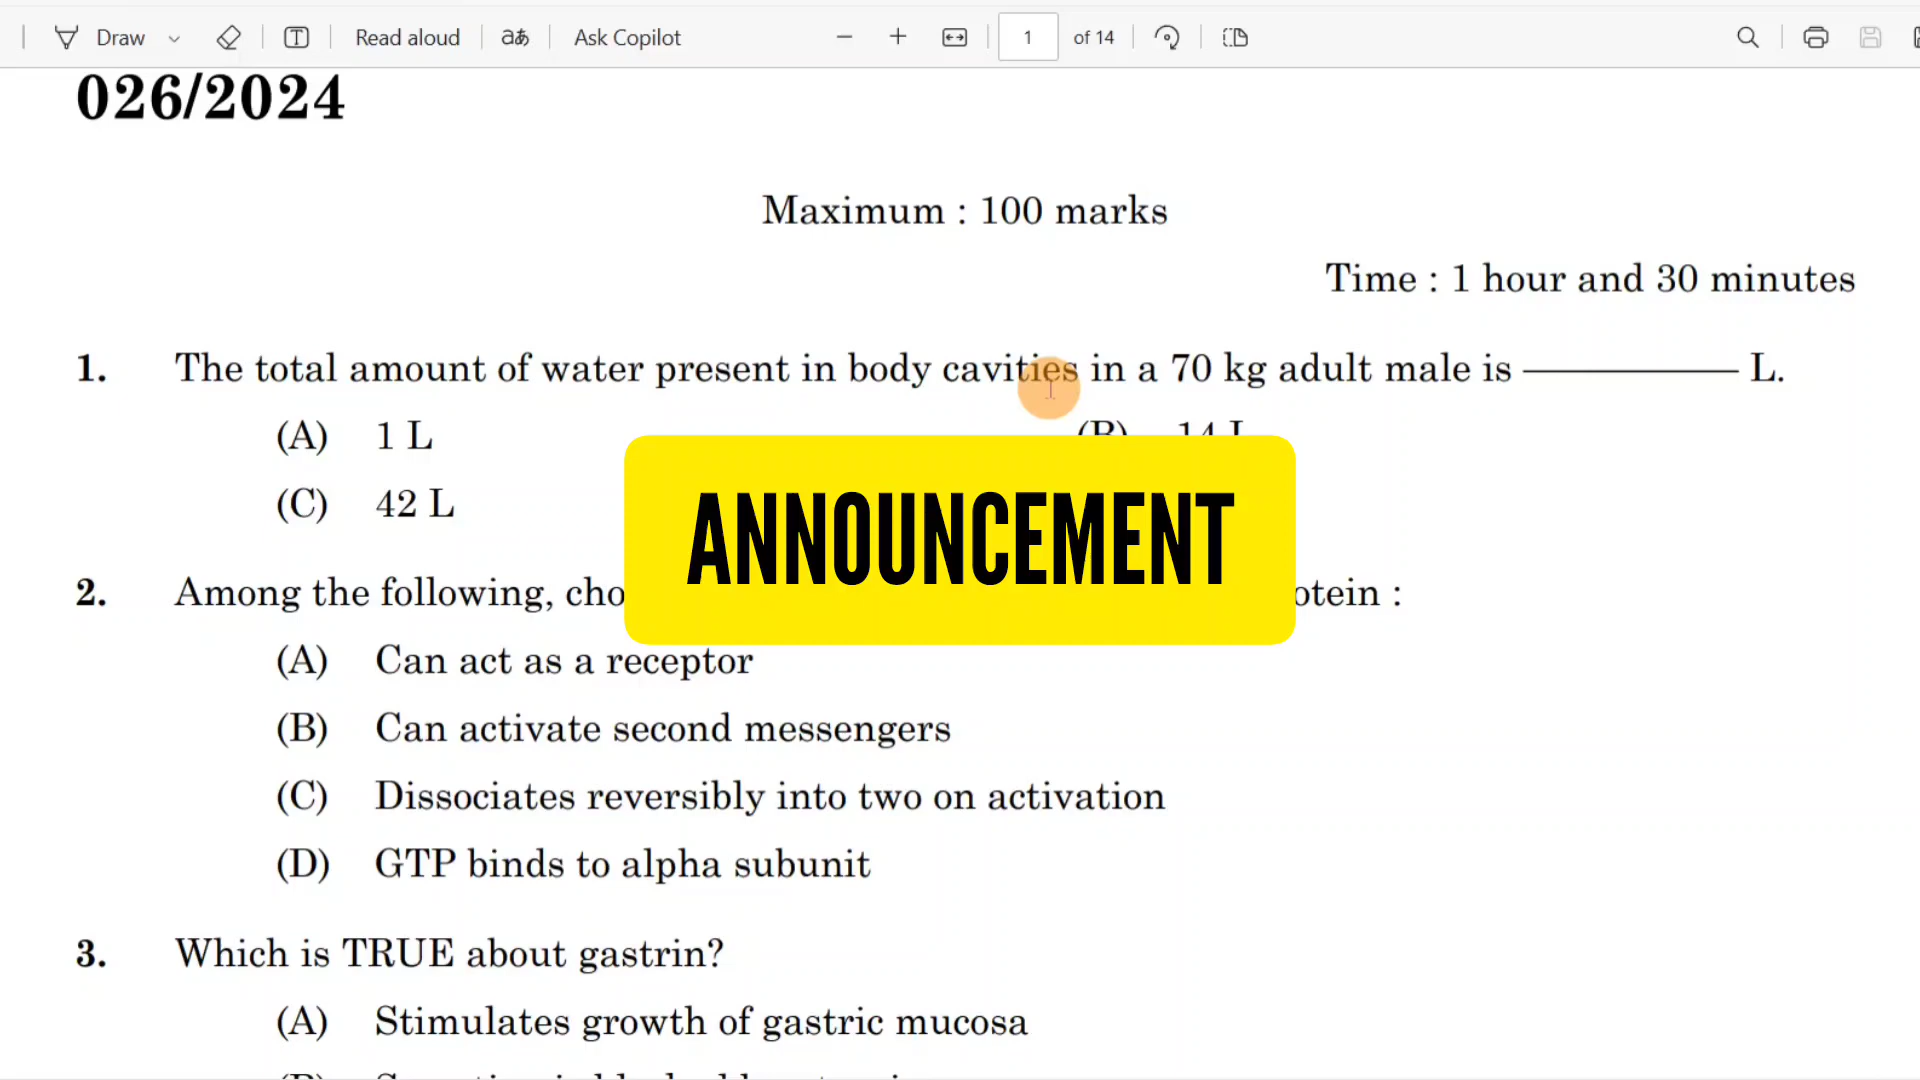 Draw
T
Read aloud
aあ
Ask Copilot
1
of 14
026/2024
Maximum : 100 marks
Time : 1 hour and 30 minutes
1. The total amount of water present in body cavities in a 70 kg adult male is ———— L.
(A) 1 L (B) 14 L
(C) 42 L
ANNOUNCEMENT
2. Among the following, otein :
(A) Can act as a receptor
(B) Can activate second messengers
(C) Dissociates reversibly into two on activation
(D) GTP binds to alpha subunit
3. Which is TRUE about gastrin?
(A) Stimulates growth of gastric mucosa